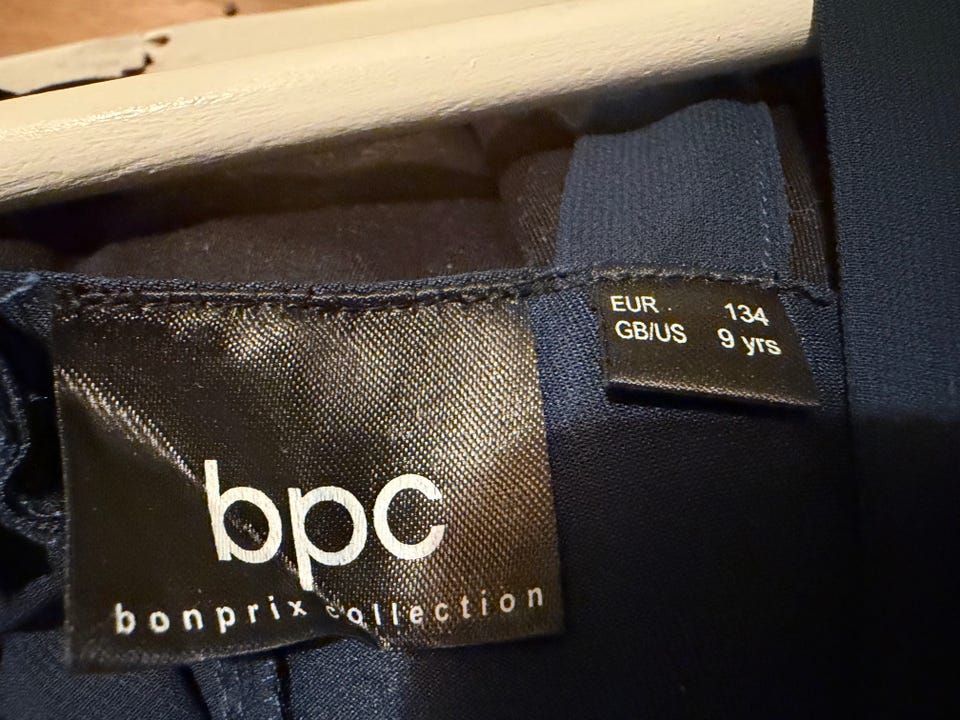 EUR 134
GB/US 9 yrs
bpc
bonprix collection